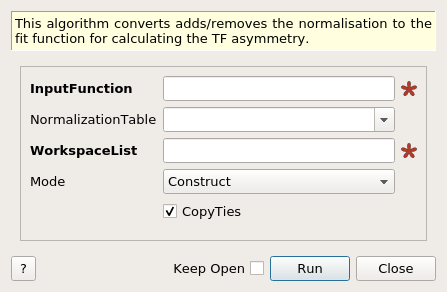 This algorithm converts adds/removes the normalisation to the
fit function for calculating the TF asymmetry.
InputFunction
NormalizationTable
WorkspaceList
Mode Construct
CopyTies
? Keep Open Run Close